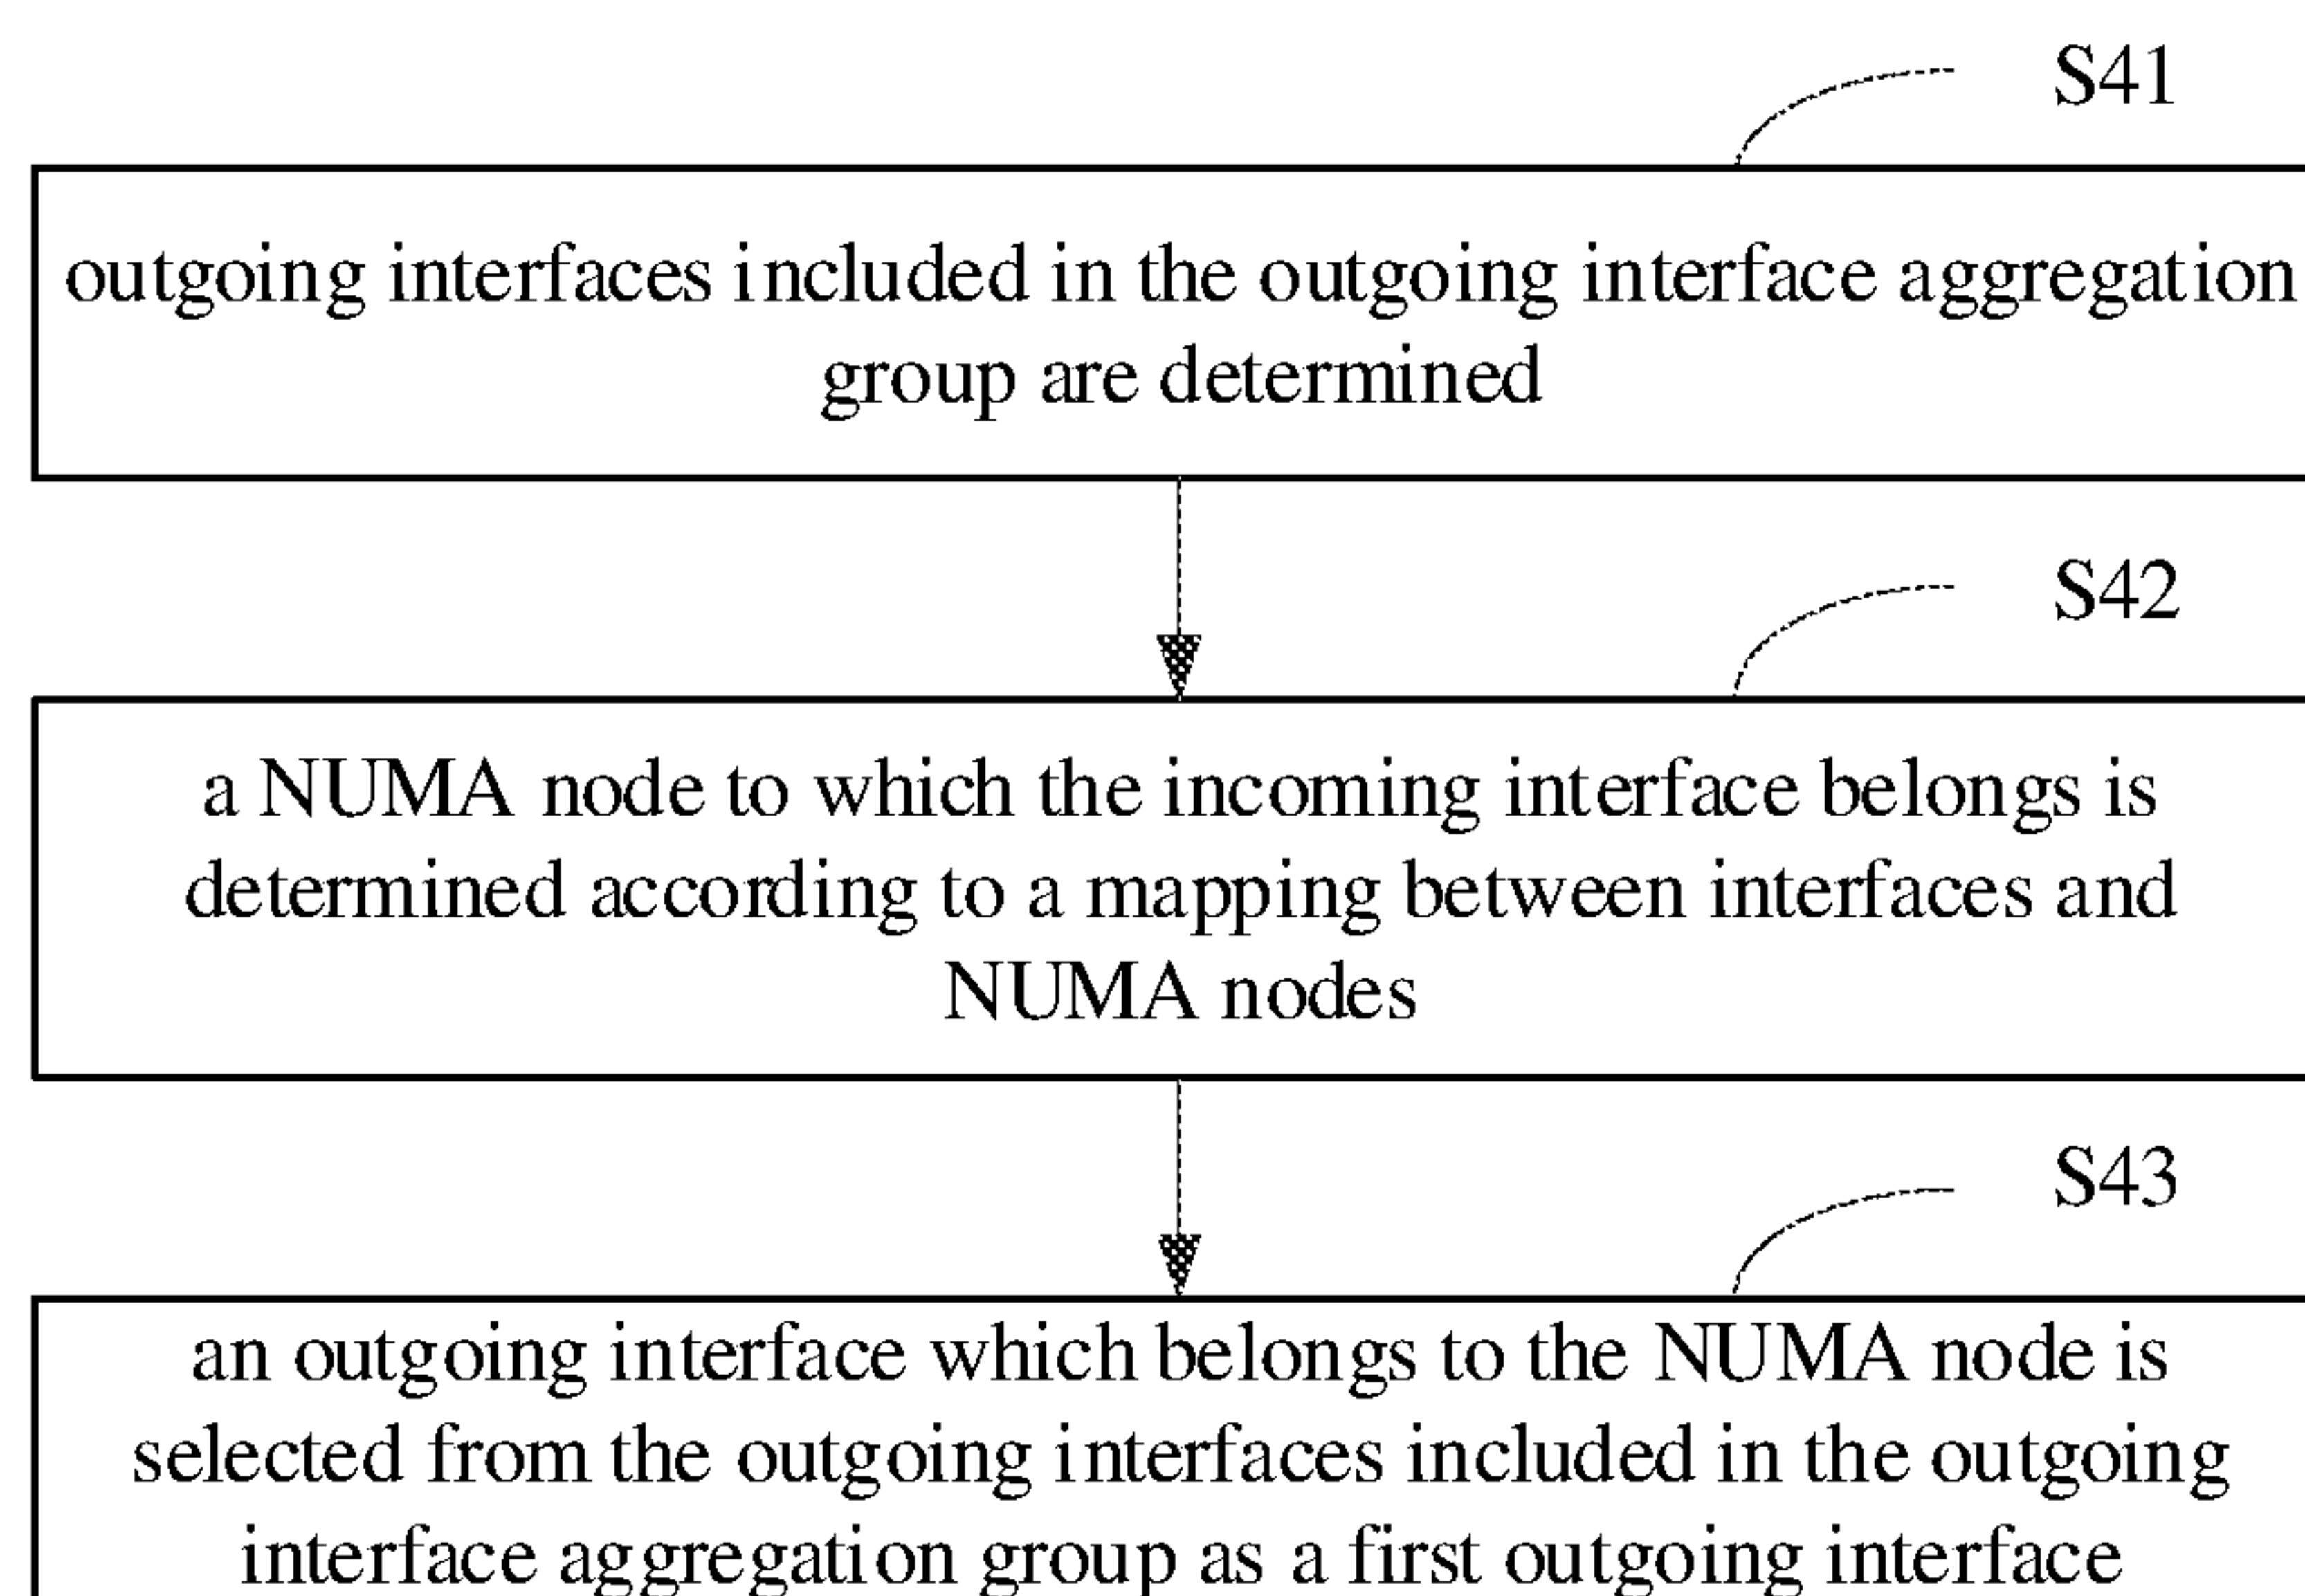 S41
outgoing interfaces included in the outgoing interface aggregation
group are determined
S42
a NUMA node to which the incoming interface belongs is
determined according to a mapping between interfaces and
NUMA nodes
S43
an outgoing interface which belongs to the NUMA node is
selected from the outgoing interfaces included in the outgoing
interface aggregation group as a first outgoing interface